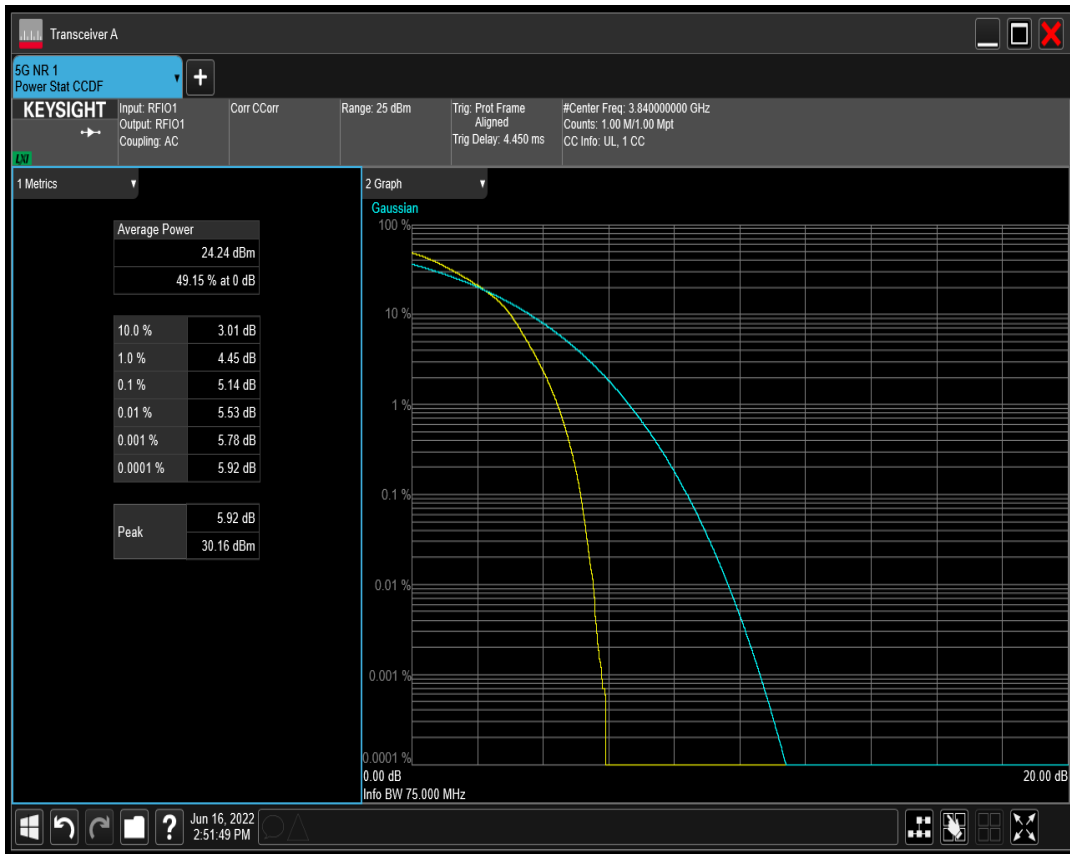 Transceiver A
5G NR 1
Power Stat CCDF
+
KEYSIGHT
LXI
Input: RFIO1
Output: RFIO1
Coupling: AC
Corr CCorr
Range: 25 dBm
Trig: Prot Frame
Aligned
Trig Delay: 4.450 ms
#Center Freq: 3.840000000 GHz
Counts: 1.00 M/1.00 Mpt
CC Info: UL, 1 CC
1 Metrics
Average Power
24.24 dBm
49.15 % at 0 dB
10.0 % 3.01 dB
1.0 % 4.45 dB
0.1 % 5.14 dB
0.01 % 5.53 dB
0.001 % 5.78 dB
0.0001 % 5.92 dB
Peak
5.92 dB
30.16 dBm
2 Graph
Gaussian
100 %
10 %
1 %
0.1 %
0.01 %
0.001 %
0.0001 %
0.00 dB 20.00 dB
Info BW 75.000 MHz
?
Jun 16, 2022
2:51:49 PM